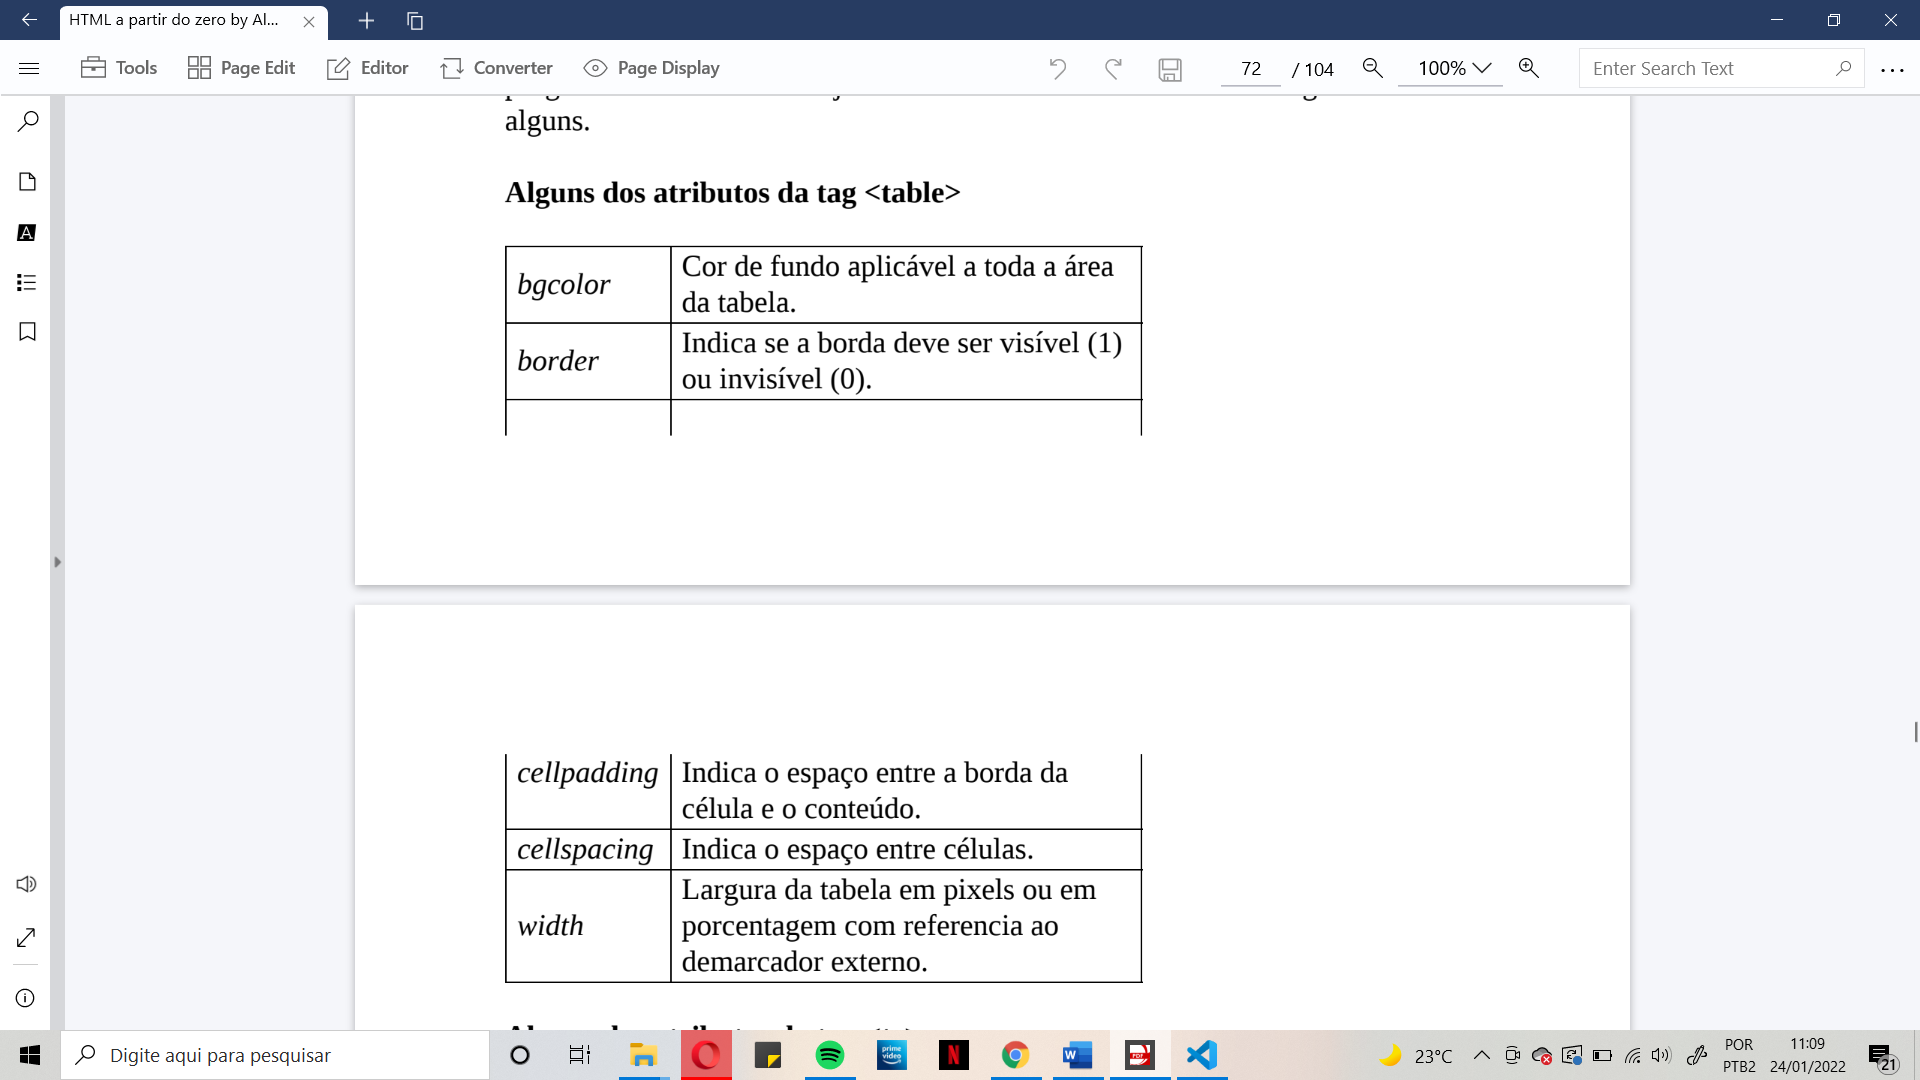 HTML a partir do zero by Al...
Tools
Page Edit
Editor
Converter
Page Display
72
/ 104
100%
Enter Search Text
alguns.
Alguns dos atributos da tag <table>
bgcolor
Cor de fundo aplicável a toda a área
da tabela.
border
Indica se a borda deve ser visível (1)
ou invisível (0).
cellpadding
Indica o espaço entre a borda da
célula e o conteúdo.
cellspacing
Indica o espaço entre células.
width
Largura da tabela em pixels ou em
porcentagem com referencia ao
demarcador externo.
Digite aqui para pesquisar
prime
video
N
W
PDF
23°C
POR
PTB2
11:09
24/01/2022
21